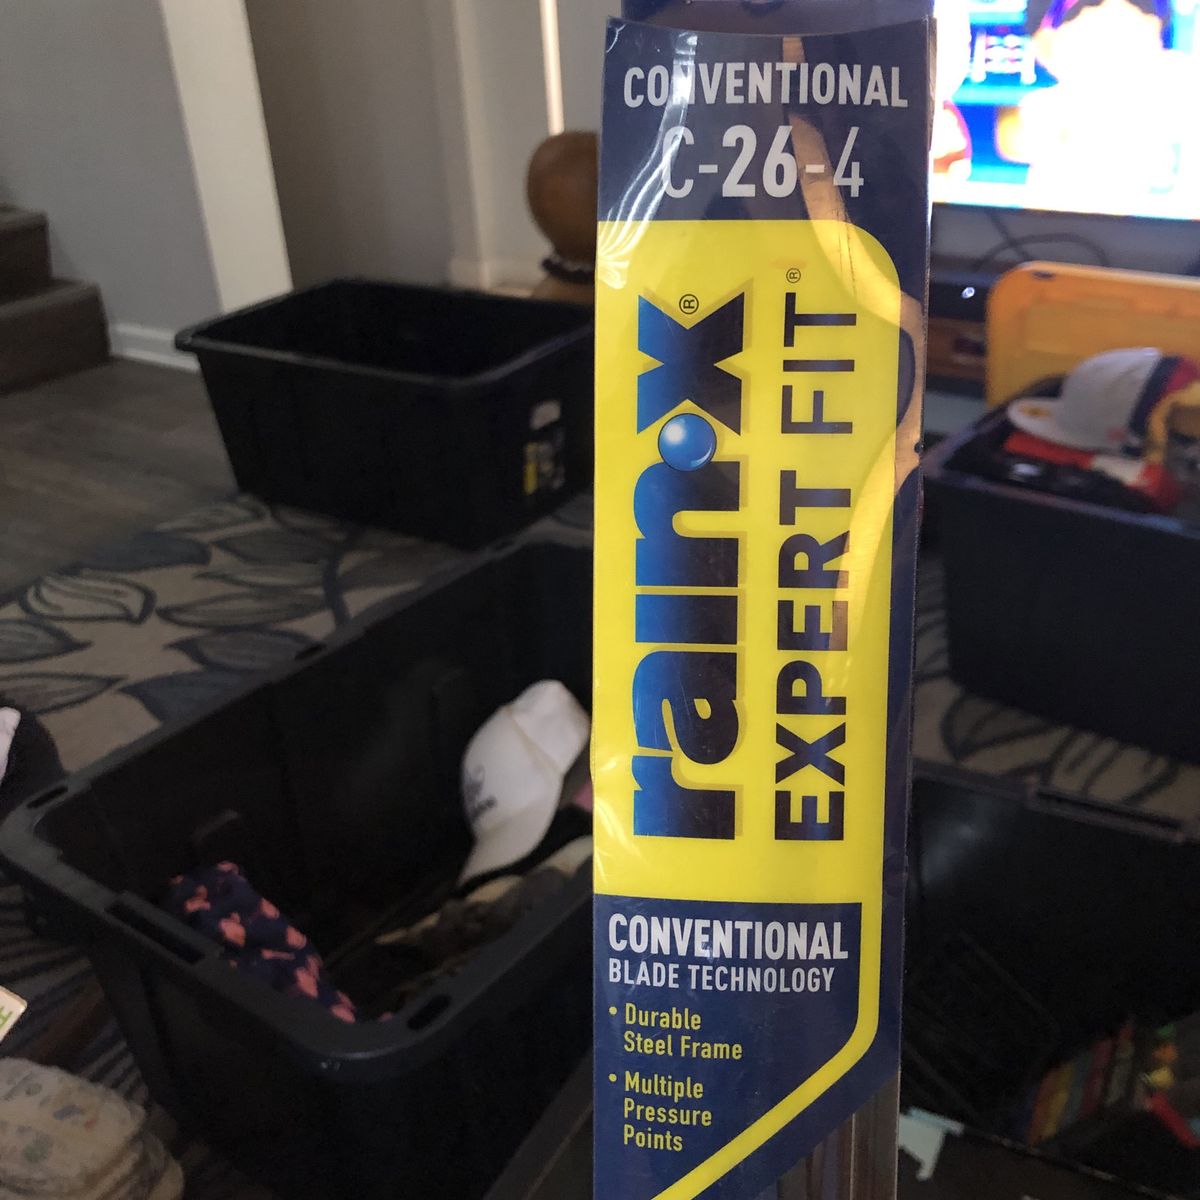 CONVENTIONAL
C-26-4
rain·x®
EXPERT FIT®
CONVENTIONAL
BLADE TECHNOLOGY
• Durable
Steel Frame
• Multiple
Pressure
Points